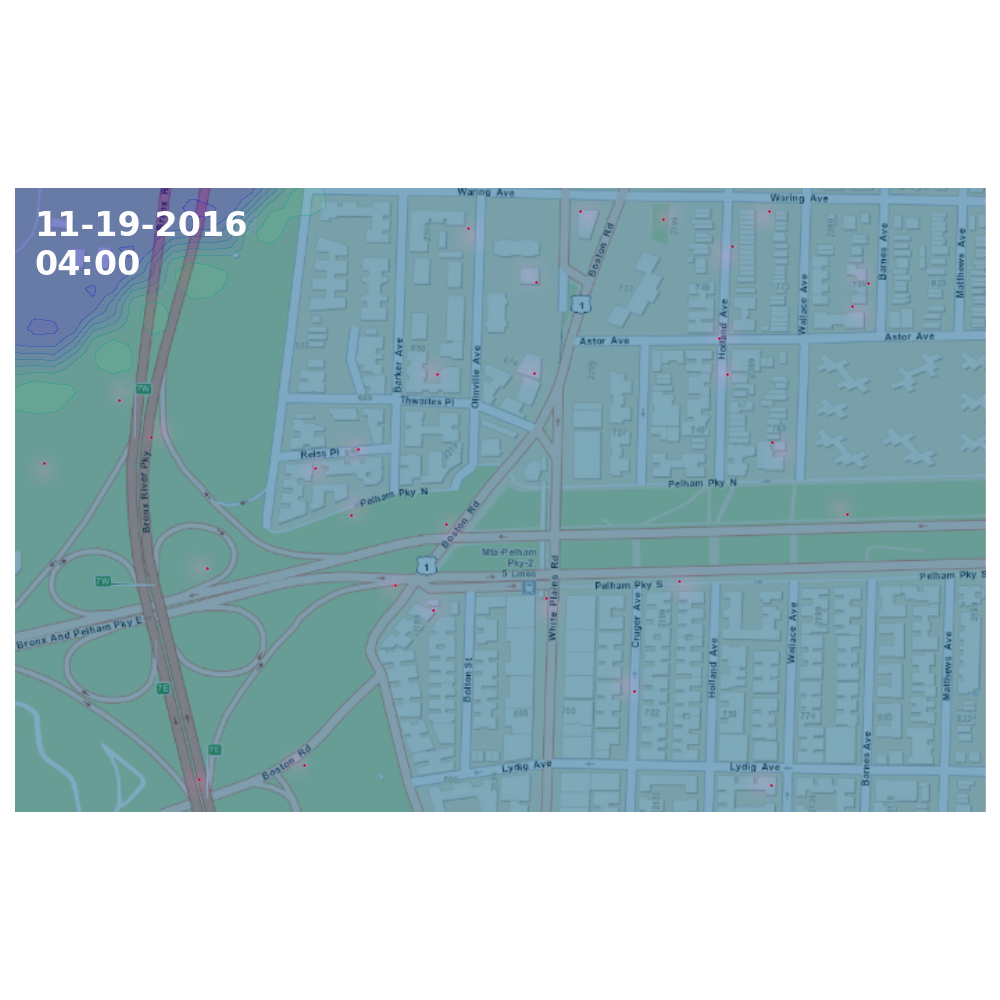 11-19-2016
04:00
Waring Ave
Waring Ave
Boston Rd
Barnes Ave
Matthews Ave
Wallace Ave
Holland Ave
1
Astor Ave
Astor Ave
Barker Ave
Olinville Ave
7W
Thwaites Pl
Reiss Pl
Pelham Pky N
Pelham Pky N
Bronx River Pky
Boston Rd
1
Mta-Pelham
Pky-2,
5 Lines
7W
White Plains Rd
Pelham Pky S
Pelham Pky S
Bronx And Pelham Pky E
Cruger Ave
Holland Ave
Wallace Ave
Matthews Ave
Bolton St
7E
7E
Boston Rd
Lydig Ave
Lydig Ave
Barnes Ave